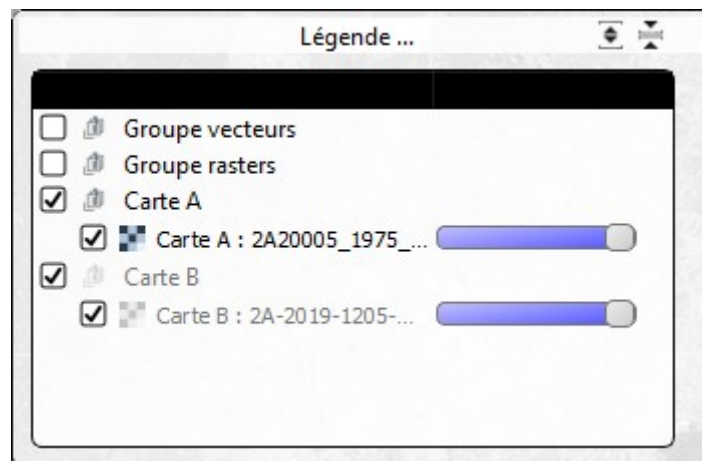 Légende ...
Groupe vecteurs
Groupe rasters
Carte A
Carte A : 2A20005_1975_...
Carte B
Carte B : 2A-2019-1205-...